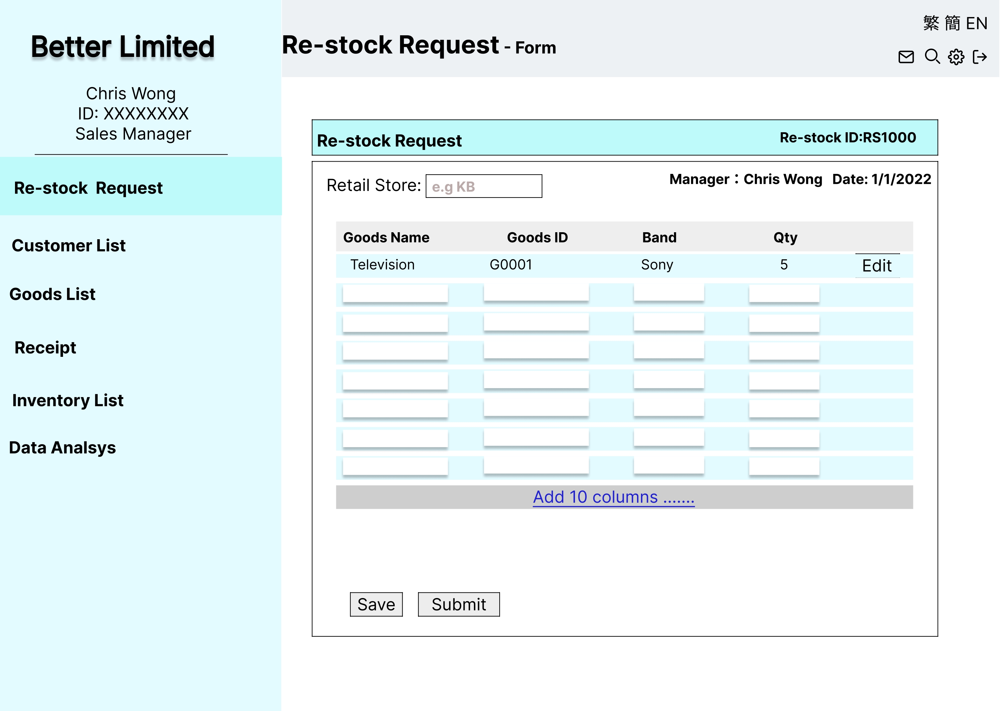 Better Limited
Chris Wong
ID: XXXXXXXX
Sales Manager
Re-stock  Request
Customer List
Goods List
Receipt
Inventory List
Data Analsys
繁 簡 EN
Re-stock Request - Form
Re-stock Request
Re-stock ID:RS1000
Retail Store: e.g KB
Manager：Chris Wong  Date: 1/1/2022
Goods Name Goods ID Band Qty
Television G0001 Sony 5 Edit
Add 10 columns .......
Save Submit